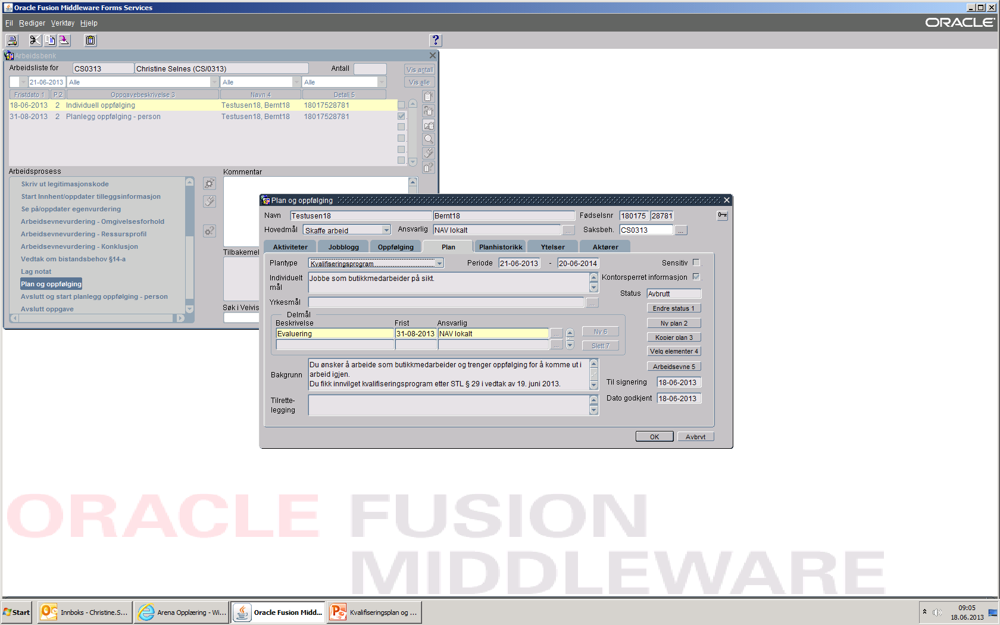 Oracle Fusion Middleware Forms Services
Fil Rediger Verktøy Hjelp
ORACLE
?
Arbeidsbenk
Arbeidsliste for CS0313 Christine Selnes (CS/0313) Antall Vis antall
21-06-2013 Alle Alle Alle Vis alle
Fristdato 1 P 2 Oppgavebeskrivelse 3 Navn 4 Detalj 5
18-06-2013 2 Individuell oppfølging Testusen18, Bernt18 18017528781
31-08-2013 2 Planlegg oppfølging - person Testusen18, Bernt18 18017528781
Arbeidsprosess
Kommentar
Skriv ut legitimasjonskode
Start Innhent/oppdater tilleggsinformasjon
Se på/oppdater egenvurdering
Arbeidsevnevurdering - Omgivelsesforhold
Arbeidsevnevurdering - Ressursprofil
Arbeidsevnevurdering - Konklusjon
Vedtak om bistandsbehov §14-a
Lag notat
Plan og oppfølging
Avslutt og start planlegg oppfølging - person
Avslutt oppgave
Tilbakemel
Søk i Veivis
Plan og oppfølging
Navn Testusen18 Bernt18 Fødselsnr 180175 28781
Hovedmål Skaffe arbeid Ansvarlig NAV lokalt ... Saksbeh. CS0313 ...
Aktiviteter Jobblogg Oppfølging Plan Planhistorikk Ytelser Aktører
Plantype Kvalifiseringsprogram Periode 21-06-2013 - 20-06-2014 Sensitiv
Individuelt mål Jobbe som butikkmedarbeider på sikt. Kontorsperret informasjon
Status Avbrutt
Yrkesmål ...
Endre status 1
Ny plan 2
Kopier plan 3
Velg elementer 4
Arbeidsevne 5
Delmål
Beskrivelse Frist Ansvarlig
Evaluering 31-08-2013 NAV lokalt ... Ny 6
... Slett 7
Bakgrunn
Du ønsker å arbeide som butikkmedarbeider og trenger oppfølging for å komme ut i
arbeid igjen.
Du fikk innvilget kvalifiseringsprogram etter STL § 29 i vedtak av 19. juni 2013.
Til signering 18-06-2013
Dato godkjent 18-06-2013
Tilrette-
legging
OK Avbryt
ORACLE FUSION
MIDDLEWARE
Start Innboks - Christine.S... Arena Opplæring - Wi... Oracle Fusion Midd... Kvalifiseringsplan og ...
09:05
18.06.2013